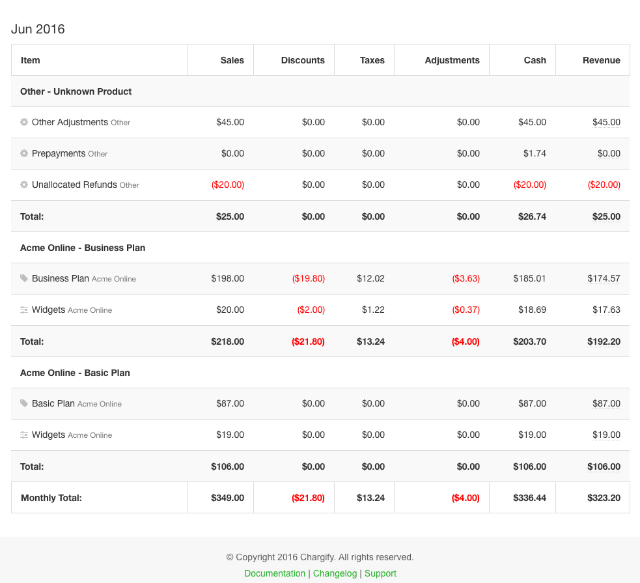 Jun 2016
Item Sales Discounts Taxes Adjustments Cash Revenue
Other - Unknown Product
Other Adjustments Other $45.00 $0.00 $0.00 $0.00 $45.00 $45.00
Prepayments Other $0.00 $0.00 $0.00 $0.00 $1.74 $0.00
Unallocated Refunds Other ($20.00) $0.00 $0.00 $0.00 ($20.00) ($20.00)
Total: $25.00 $0.00 $0.00 $0.00 $26.74 $25.00
Acme Online - Business Plan
Business Plan Acme Online $198.00 ($19.80) $12.02 ($3.63) $185.01 $174.57
Widgets Acme Online $20.00 ($2.00) $1.22 ($0.37) $18.69 $17.63
Total: $218.00 ($21.80) $13.24 ($4.00) $203.70 $192.20
Acme Online - Basic Plan
Basic Plan Acme Online $87.00 $0.00 $0.00 $0.00 $87.00 $87.00
Widgets Acme Online $19.00 $0.00 $0.00 $0.00 $19.00 $19.00
Total: $106.00 $0.00 $0.00 $0.00 $106.00 $106.00
Monthly Total: $349.00 ($21.80) $13.24 ($4.00) $336.44 $323.20
© Copyright 2016 Chargify. All rights reserved.
Documentation | Changelog | Support